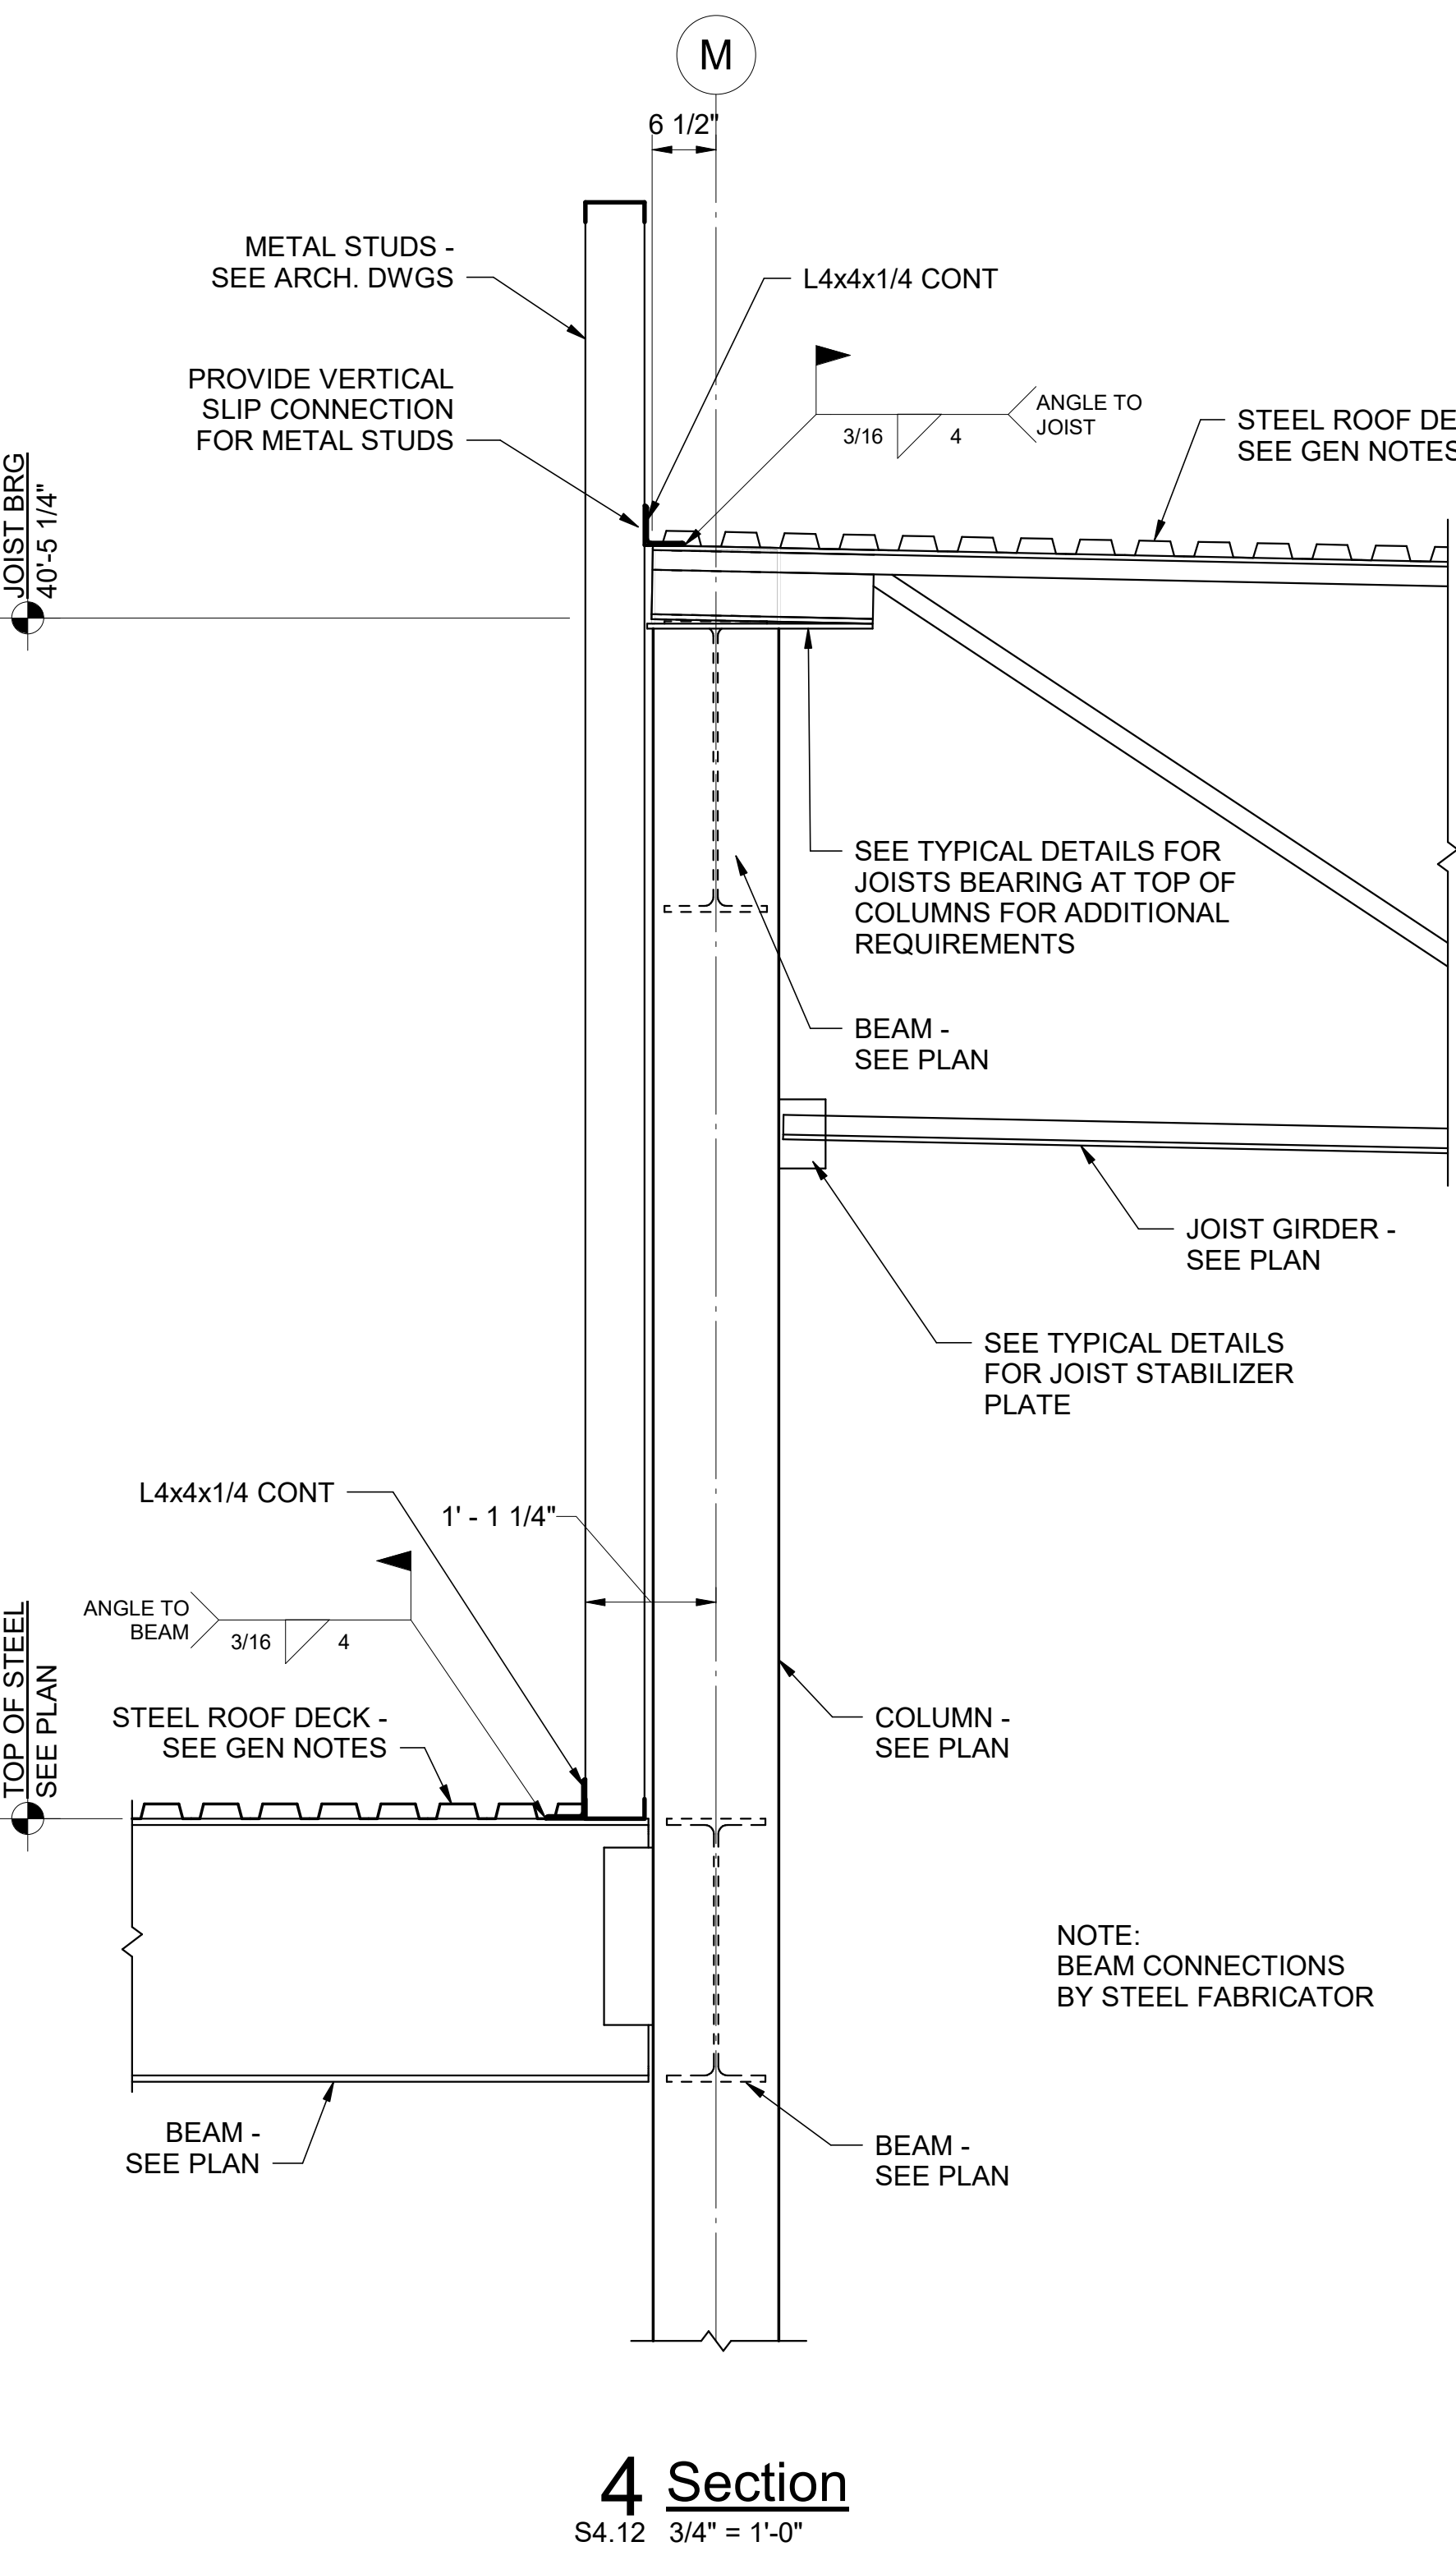 M
6 1/2"
METAL STUDS -
SEE ARCH. DWGS
L4x4x1/4 CONT
PROVIDE VERTICAL
SLIP CONNECTION
FOR METAL STUDS
3/16
4
ANGLE TO
JOIST
STEEL ROOF DE
SEE GEN NOTES
JOIST BRG
40'-5 1/4"
SEE TYPICAL DETAILS FOR
JOISTS BEARING AT TOP OF
COLUMNS FOR ADDITIONAL
REQUIREMENTS
BEAM -
SEE PLAN
JOIST GIRDER -
SEE PLAN
SEE TYPICAL DETAILS
FOR JOIST STABILIZER
PLATE
L4x4x1/4 CONT
1' - 1 1/4"
ANGLE TO
BEAM
3/16
4
TOP OF STEEL
SEE PLAN
STEEL ROOF DECK -
SEE GEN NOTES
COLUMN -
SEE PLAN
NOTE:
BEAM CONNECTIONS
BY STEEL FABRICATOR
BEAM -
SEE PLAN
BEAM -
SEE PLAN
4 Section
S4.12 3/4" = 1'-0"